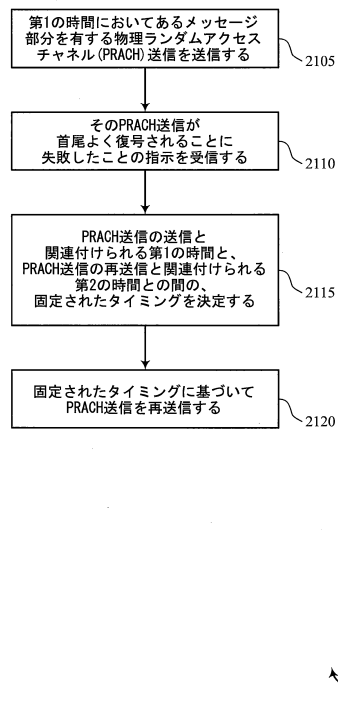 第1の時間においてあるメッセージ
部分を有する物理ランダムアクセス
チャネル(PRACH)送信を送信する
2105
そのPRACH送信が
首尾よく復号されることに
失敗したことの指示を受信する
2110
PRACH送信の送信と
関連付けられる第1の時間と、
PRACH送信の再送信と関連付けられる
第2の時間との間の、
固定されたタイミングを決定する
2115
固定されたタイミングに基づいて
PRACH送信を再送信する
2120